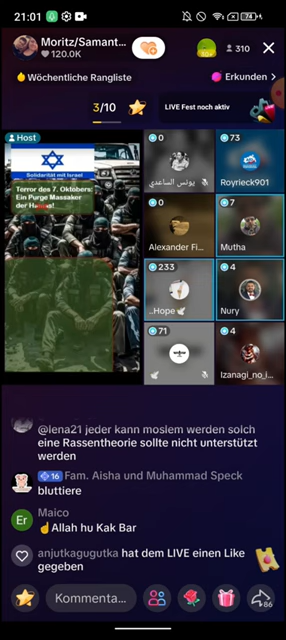 21:01
74
Moritz/Samant...
120.0K
310
Wöchentliche Rangliste
Erkunden
3/10
LIVE Fest noch aktiv
Host
Solidarität mit Israel
Terror des 7. Oktobers:
Ein Purge Massaker
der Hamas!
0
يونس الساعدي
73
Royrieck901
0
Alexander Fi...
7
Mutha
233
..Hope
4
Nury
71
4
Izanagi_no_i...
@lena21 jeder kann moslem werden solch
eine Rassentheorie sollte nicht unterstützt
werden
16 Fam. Aisha und Muhammad Speck
bluttiere
Er
Maico
☝️Allah hu Kak Bar
anjutkagugutka hat dem LIVE einen Like
gegeben
Kommenta...
86